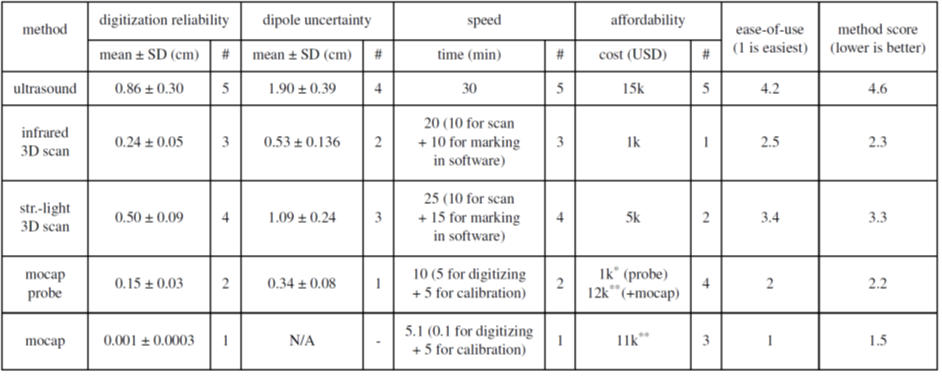 method digitization reliability dipole uncertainty speed affordability ease-of-use (1 is easiest) method score (lower is better)
mean ± SD (cm) # mean ± SD (cm) # time (min) # cost (USD) #
ultrasound 0.86 ± 0.30 5 1.90 ± 0.39 4 30 5 15k 5 4.2 4.6
infrared 3D scan 0.24 ± 0.05 3 0.53 ± 0.136 2 20 (10 for scan + 10 for marking in software) 3 1k 1 2.5 2.3
str.-light 3D scan 0.50 ± 0.09 4 1.09 ± 0.24 3 25 (10 for scan + 15 for marking in software) 4 5k 2 3.4 3.3
mocap probe 0.15 ± 0.03 2 0.34 ± 0.08 1 10 (5 for digitizing + 5 for calibration) 2 1k* (probe) 12k**(+mocap) 4 2 2.2
mocap 0.001 ± 0.0003 1 N/A - 5.1 (0.1 for digitizing + 5 for calibration) 1 11k** 3 1 1.5